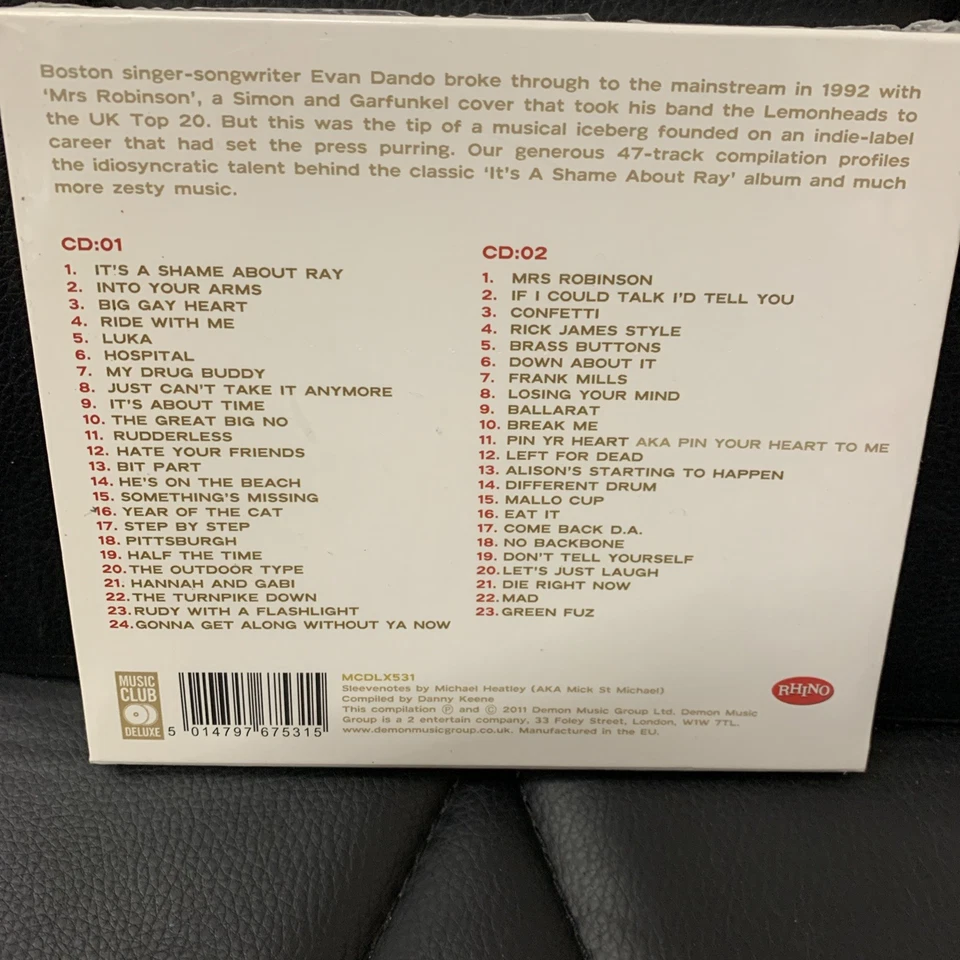 Boston singer-songwriter Evan Dando broke through to the mainstream in 1992 with
'Mrs Robinson', a Simon and Garfunkel cover that took his band the Lemonheads to
the UK Top 20. But this was the tip of a musical iceberg founded on an indie-label
career that had set the press purring. Our generous 47-track compilation profiles
the idiosyncratic talent behind the classic 'It's A Shame About Ray' album and much
more zesty music.
CD:01
1. IT'S A SHAME ABOUT RAY
2. INTO YOUR ARMS
3. BIG GAY HEART
4. RIDE WITH ME
5. LUKA
6. HOSPITAL
7. MY DRUG BUDDY
8. JUST CAN'T TAKE IT ANYMORE
9. IT'S ABOUT TIME
10. THE GREAT BIG NO
11. RUDDERLESS
12. HATE YOUR FRIENDS
13. BIT PART
14. HE'S ON THE BEACH
15. SOMETHING'S MISSING
16. YEAR OF THE CAT
17. STEP BY STEP
18. PITTSBURGH
19. HALF THE TIME
20. THE OUTDOOR TYPE
21. HANNAH AND GABI
22. THE TURNPIKE DOWN
23. RUDY WITH A FLASHLIGHT
24. GONNA GET ALONG WITHOUT YA NOW
CD:02
1. MRS ROBINSON
2. IF I COULD TALK I'D TELL YOU
3. CONFETTI
4. RICK JAMES STYLE
5. BRASS BUTTONS
6. DOWN ABOUT IT
7. FRANK MILLS
8. LOSING YOUR MIND
9. BALLARAT
10. BREAK ME
11. PIN YR HEART AKA PIN YOUR HEART TO ME
12. LEFT FOR DEAD
13. ALISON'S STARTING TO HAPPEN
14. DIFFERENT DRUM
15. MALLO CUP
16. EAT IT
17. COME BACK D.A.
18. NO BACKBONE
19. DON'T TELL YOURSELF
20. LET'S JUST LAUGH
21. DIE RIGHT NOW
22. MAD
23. GREEN FUZ
MUSIC
CLUB
DELUXE
5 014797 675315
MCDLX531
Sleevenotes by Michael Heatley (AKA Mick St Michael)
Compiled by Danny Keene
This compilation ℗ and © 2011 Demon Music Group Ltd. Demon Music
Group is a 2 entertain company, 33 Foley Street, London, W1W 7TL.
www.demonmusicgroup.co.uk. Manufactured in the EU.
RHINO